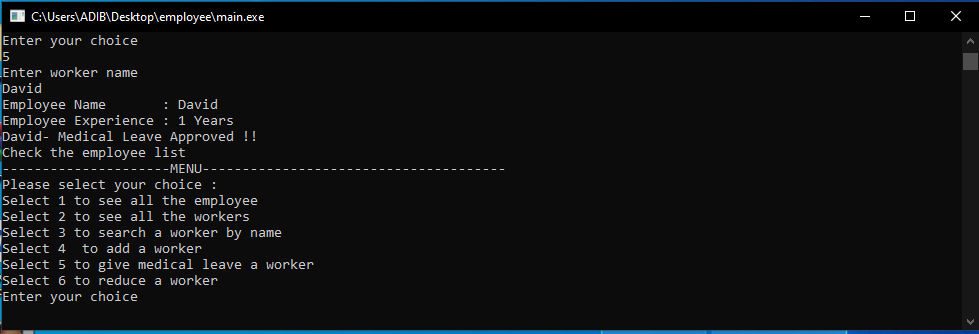 C:\Users\ADIB\Desktop\employee\main.exe
Enter your choice
5
Enter worker name
David
Employee Name       : David
Employee Experience : 1 Years
David- Medical Leave Approved !!
Check the employee list
---------------------MENU--------------------------------------
Please select your choice :
Select 1 to see all the employee
Select 2 to see all the workers
Select 3 to search a worker by name
Select 4  to add a worker
Select 5 to give medical leave a worker
Select 6 to reduce a worker
Enter your choice